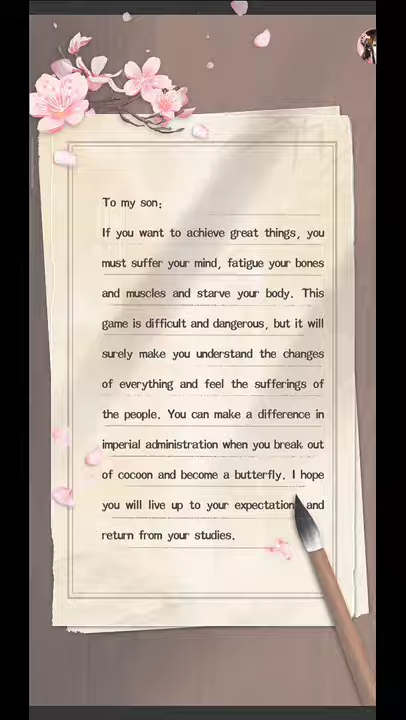 To my son:
If you want to achieve great things, you
must suffer your mind, fatigue your bones
and muscles and starve your body. This
game is difficult and dangerous, but it will
surely make you understand the changes
of everything and feel the sufferings of
the people. You can make a difference in
imperial administration when you break out
of cocoon and become a butterfly. I hope
you will live up to your expectation and
return from your studies.